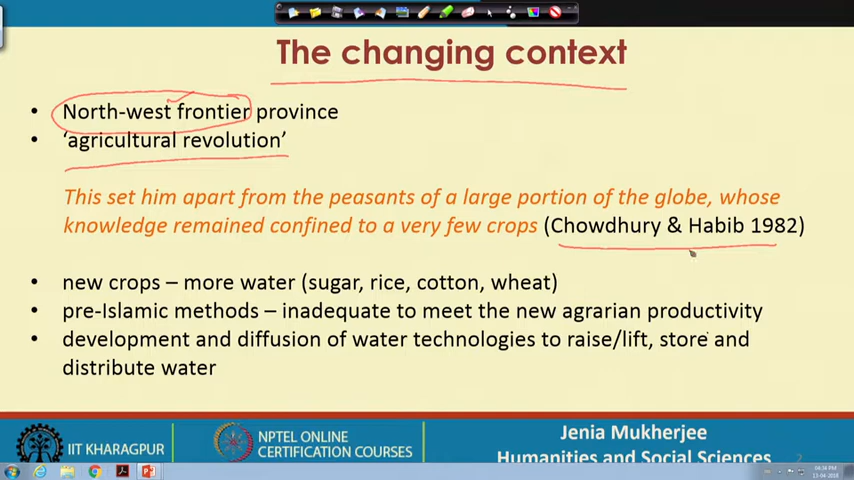 The changing context
• North-west frontier province
• ‘agricultural revolution’
This set him apart from the peasants of a large portion of the globe, whose
knowledge remained confined to a very few crops (Chowdhury & Habib 1982)
• new crops – more water (sugar, rice, cotton, wheat)
• pre-Islamic methods – inadequate to meet the new agrarian productivity
• development and diffusion of water technologies to raise/lift, store and
distribute water
IIT KHARAGPUR
NPTEL ONLINE
CERTIFICATION COURSES
Jenia Mukherjee
Humanities and Social Sciences
2